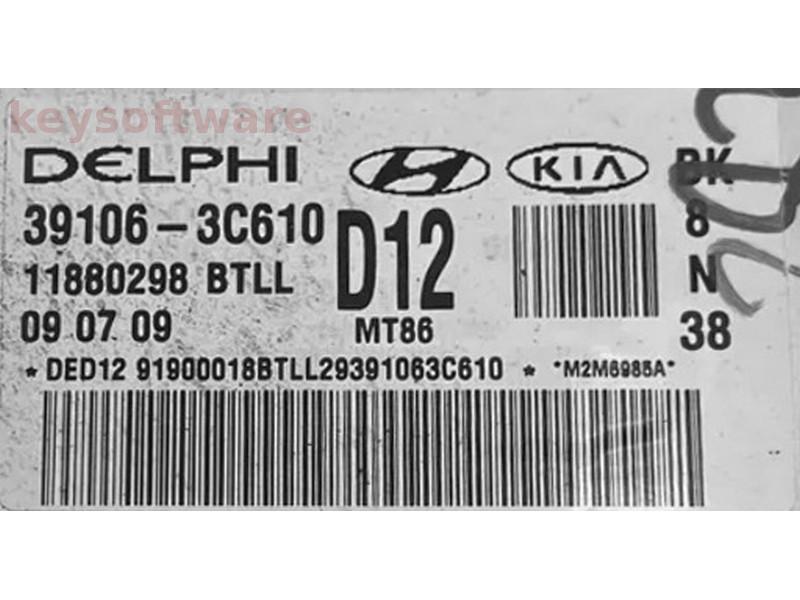 keysoftware
DELPHI KIA BK
39106-3C610 D12 8
11880298 BTLL N
09 07 09 MT86 38
* DED12 91900018BTLL29391063C610 * *M2M6985A*